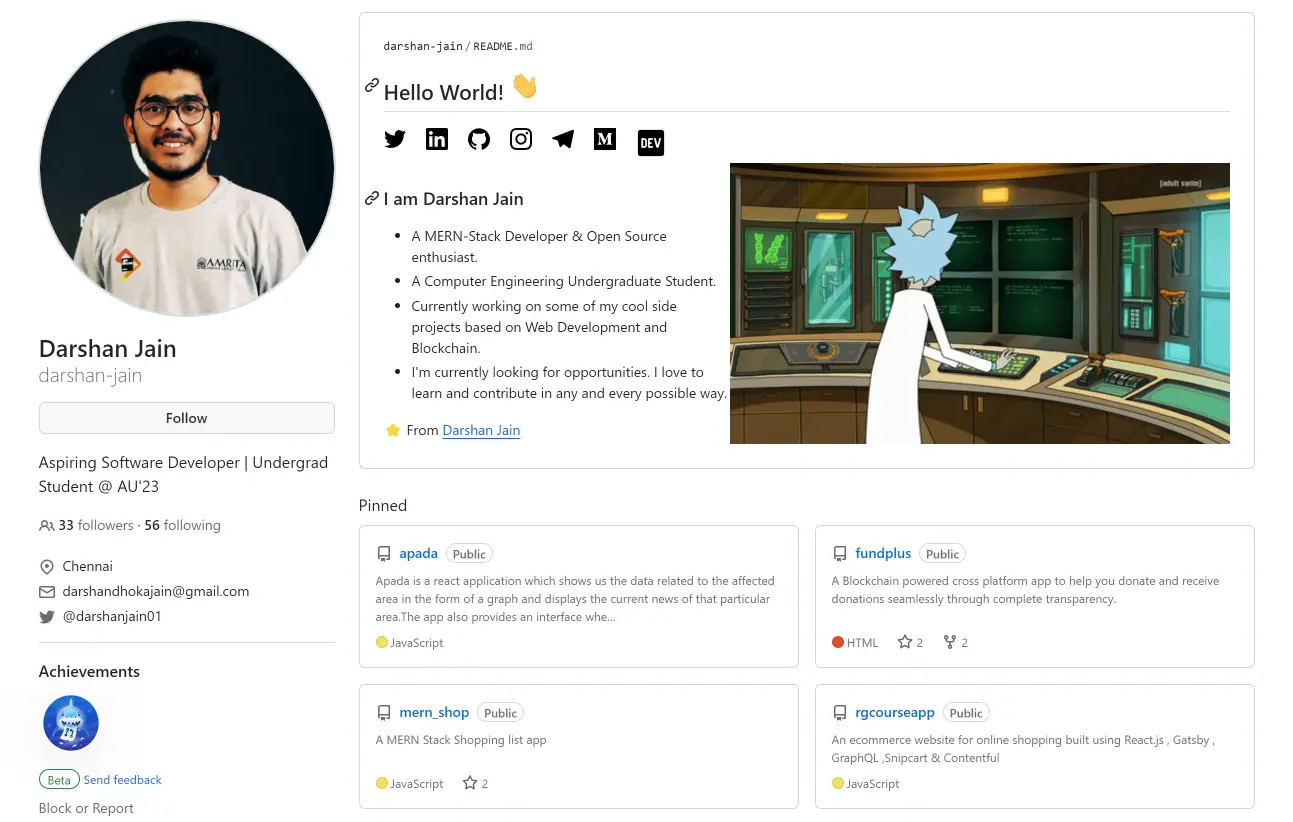 AMRITA
Darshan Jain
darshan-jain
Follow
Aspiring Software Developer | Undergrad
Student @ AU'23
33 followers · 56 following
Chennai
darshandhokajain@gmail.com
@darshanjain01
Achievements
Beta Send feedback
Block or Report
darshan-jain / README.md
Hello World! 👋
in
M
DEV
I am Darshan Jain
• A MERN-Stack Developer & Open Source
enthusiast.
• A Computer Engineering Undergraduate Student.
• Currently working on some of my cool side
projects based on Web Development and
Blockchain.
• I'm currently looking for opportunities. I love to
learn and contribute in any and every possible way.
⭐ From Darshan Jain
[adult swim]
Pinned
apada Public
Apada is a react application which shows us the data related to the affected
area in the form of a graph and displays the current news of that particular
area.The app also provides an interface whe...
JavaScript
fundplus Public
A Blockchain powered cross platform app to help you donate and receive
donations seamlessly through complete transparency.
HTML 2 2
mern_shop Public
A MERN Stack Shopping list app
JavaScript 2
rgcourseapp Public
An ecommerce website for online shopping built using React.js , Gatsby ,
GraphQL ,Snipcart & Contentful
JavaScript